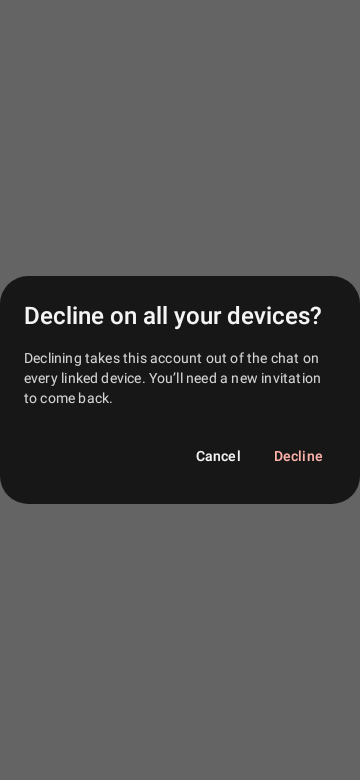 Decline on all your devices?
Declining takes this account out of the chat on
every linked device. You’ll need a new invitation
to come back.
Cancel
Decline